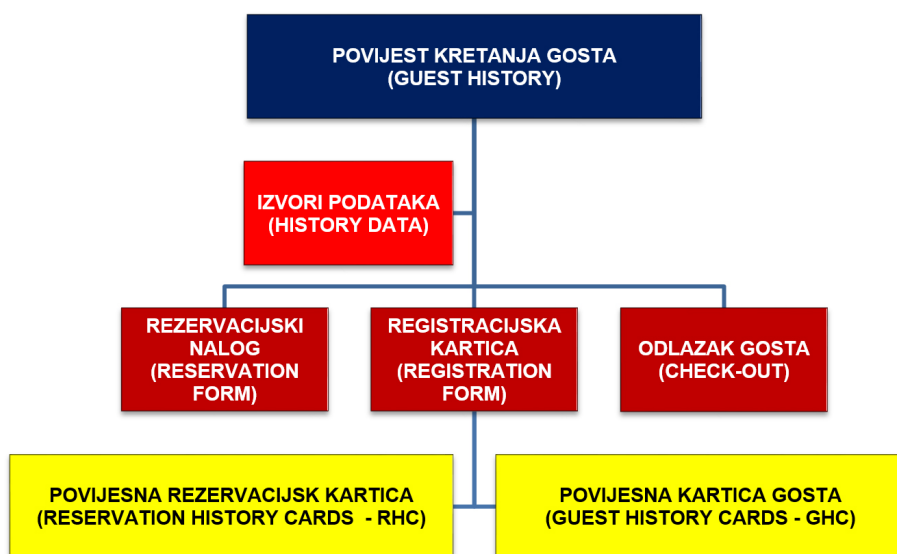 POVIJEST KRETANJA GOSTA
(GUEST HISTORY)
IZVORI PODATAKA
(HISTORY DATA)
REZERVACIJSKI
NALOG
(RESERVATION
FORM)
REGISTRACIJSKA
KARTICA
(REGISTRATION
FORM)
ODLAZAK GOSTA
(CHECK-OUT)
POVIJESNA REZERVACIJSK KARTICA
(RESERVATION HISTORY CARDS - RHC)
POVIJESNA KARTICA GOSTA
(GUEST HISTORY CARDS - GHC)